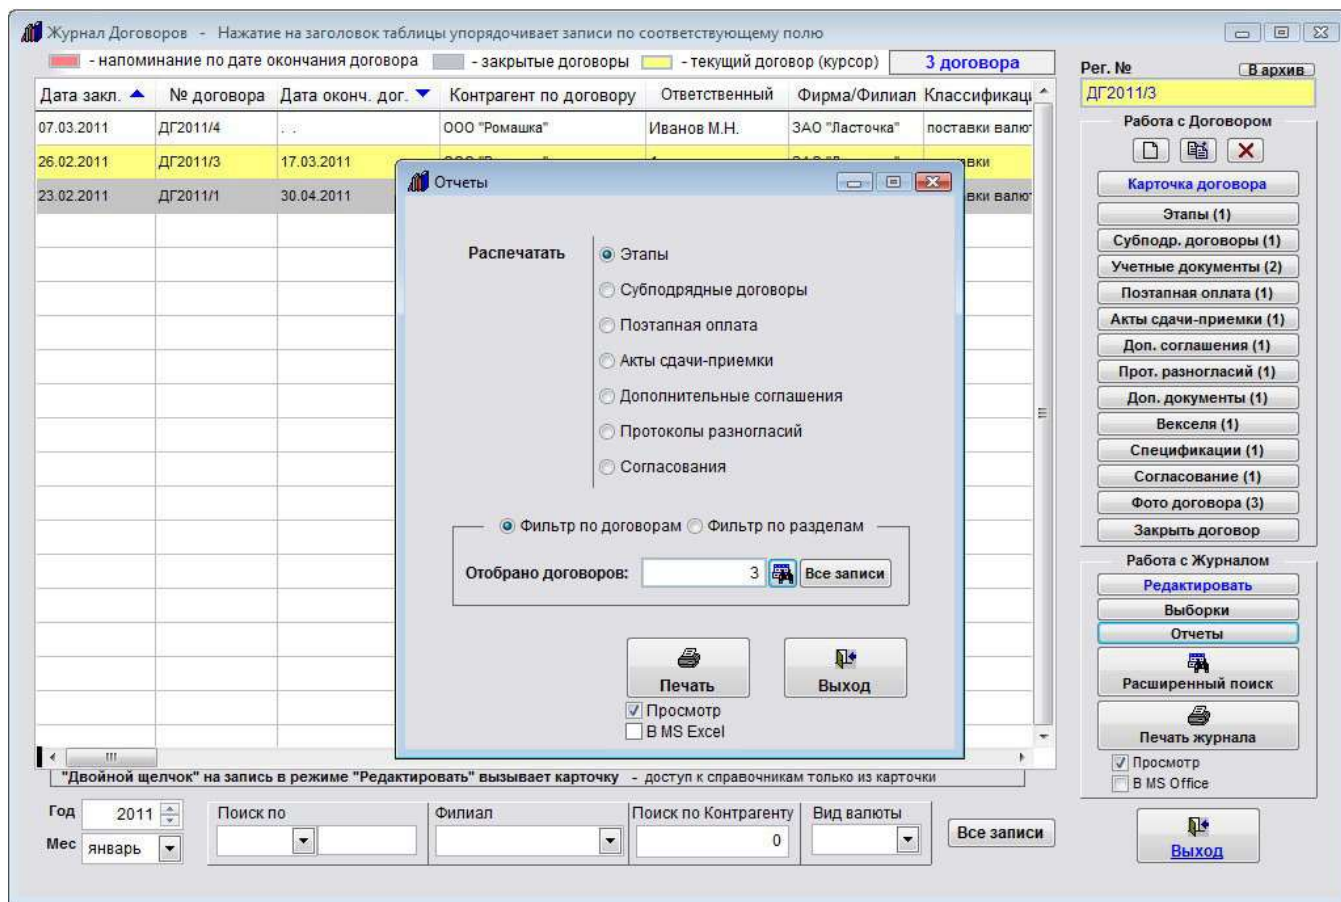 Журнал Договоров - Нажатие на заголовок таблицы упорядочивает записи по соответствующему полю
- напоминание по дате окончания договора - закрытые договоры - текущий договор (курсор) 3 договора
Рег. № В архив
ДГ2011/3
Дата закл. № договора Дата оконч. дог. Контрагент по договору Ответственный Фирма/Филиал Классификаци
07.03.2011 ДГ2011/4 . . ООО "Ромашка" Иванов М.Н. ЗАО "Ласточка" поставки валют
26.02.2011 ДГ2011/3 17.03.2011
23.02.2011 ДГ2011/1 30.04.2011
Отчеты
Распечатать
Этапы
Субподрядные договоры
Поэтапная оплата
Акты сдачи-приемки
Дополнительные соглашения
Протоколы разногласий
Согласования
Фильтр по договорам Фильтр по разделам
Отобрано договоров: 3 Все записи
Печать Выход
Просмотр
В MS Excel
Работа с Договором
Карточка договора
Этапы (1)
Субподр. договоры (1)
Учетные документы (2)
Поэтапная оплата (1)
Акты сдачи-приемки (1)
Доп. соглашения (1)
Прот. разногласий (1)
Доп. документы (1)
Векселя (1)
Спецификации (1)
Согласование (1)
Фото договора (3)
Закрыть договор
Работа с Журналом
Редактировать
Выборки
Отчеты
Расширенный поиск
Печать журнала
Просмотр
В MS Office
Выход
"Двойной щелчок" на запись в режиме "Редактировать" вызывает карточку - доступ к справочникам только из карточки
Год 2011 Поиск по Филиал Поиск по Контрагенту Вид валюты
Мес январь 0 Все записи